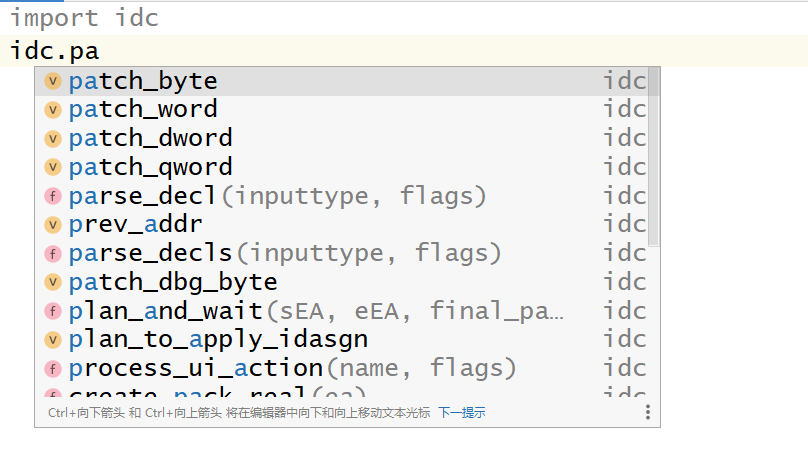 import idc
idc.pa
v patch_byte idc
v patch_word idc
v patch_dword idc
v patch_qword idc
f parse_decl(inputtype, flags) idc
v prev_addr idc
f parse_decls(inputtype, flags) idc
v patch_dbg_byte idc
f plan_and_wait(sEA, eEA, final_pa… idc
v plan_to_apply_idasgn idc
f process_ui_action(name, flags) idc
f create_pack_real(ea) idc
Ctrl+向下箭头 和 Ctrl+向上箭头 将在编辑器中向下和向上移动文本光标 下一提示